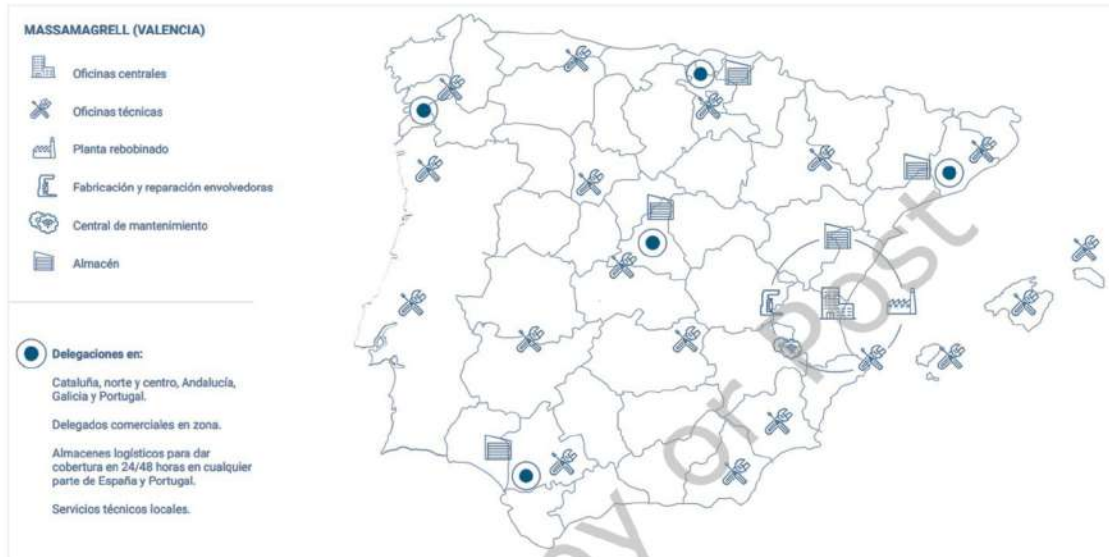 MASSAMAGRELL (VALENCIA)
Oficinas centrales
Oficinas técnicas
Planta rebobinado
Fabricación y reparación envolvedoras
Central de mantenimiento
Almacén
Delegaciones en:
Cataluña, norte y centro, Andalucía,
Galicia y Portugal.
Delegados comerciales en zona.
Almacenes logísticos para dar
cobertura en 24/48 horas en cualquier
parte de España y Portugal.
Servicios técnicos locales.
or post